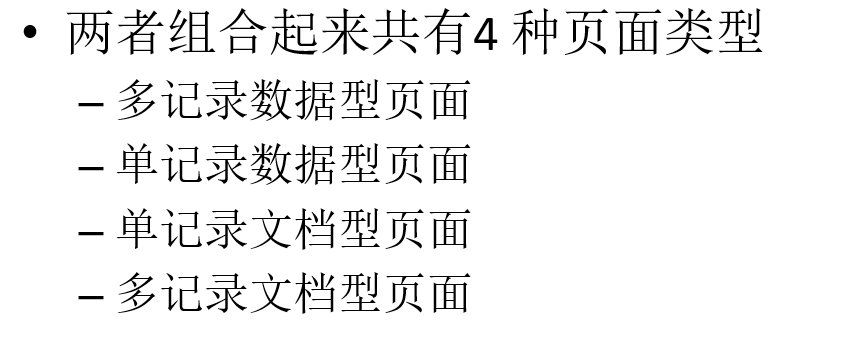 • 两者组合起来共有4 种页面类型
– 多记录数据型页面
– 单记录数据型页面
– 单记录文档型页面
– 多记录文档型页面